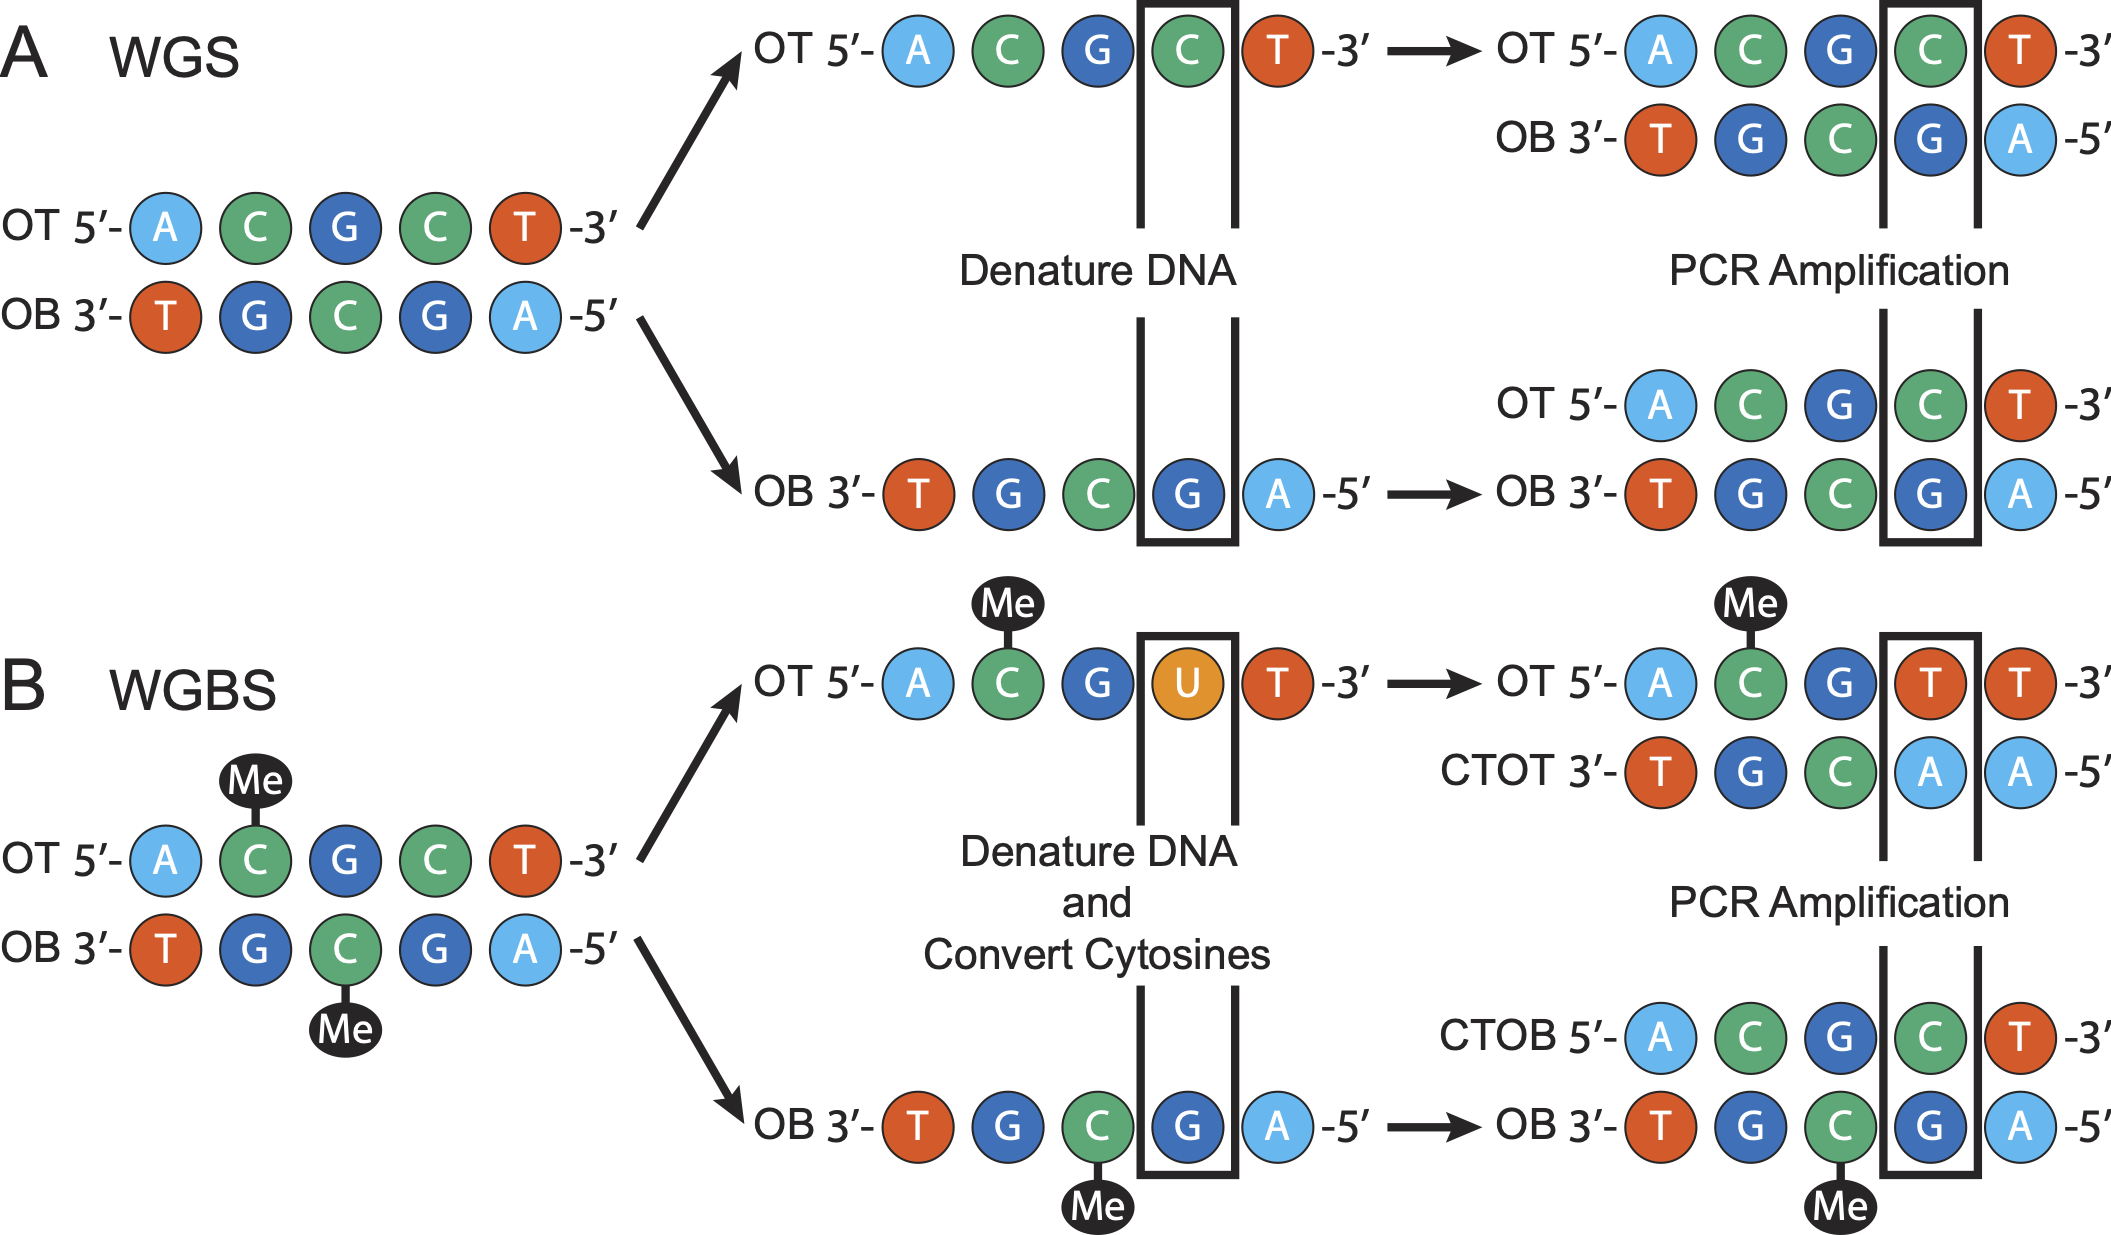 A WGS
OT 5′- A C G C T -3′
OB 3′- T G C G A -5′
OT 5′- A C G C T -3′
Denature DNA
OB 3′- T G C G A -5′
OT 5′- A C G C T -3′
OB 3′- T G C G A -5′
PCR Amplification
OT 5′- A C G C T -3′
OB 3′- T G C G A -5′
B WGBS
Me
OT 5′- A C G C T -3′
OB 3′- T G C G A -5′
Me
Me
OT 5′- A C G U T -3′
Denature DNA
and
Convert Cytosines
OB 3′- T G C G A -5′
Me
Me
OT 5′- A C G T T -3′
CTOT 3′- T G C A A -5′
PCR Amplification
CTOB 5′- A C G C T -3′
OB 3′- T G C G A -5′
Me